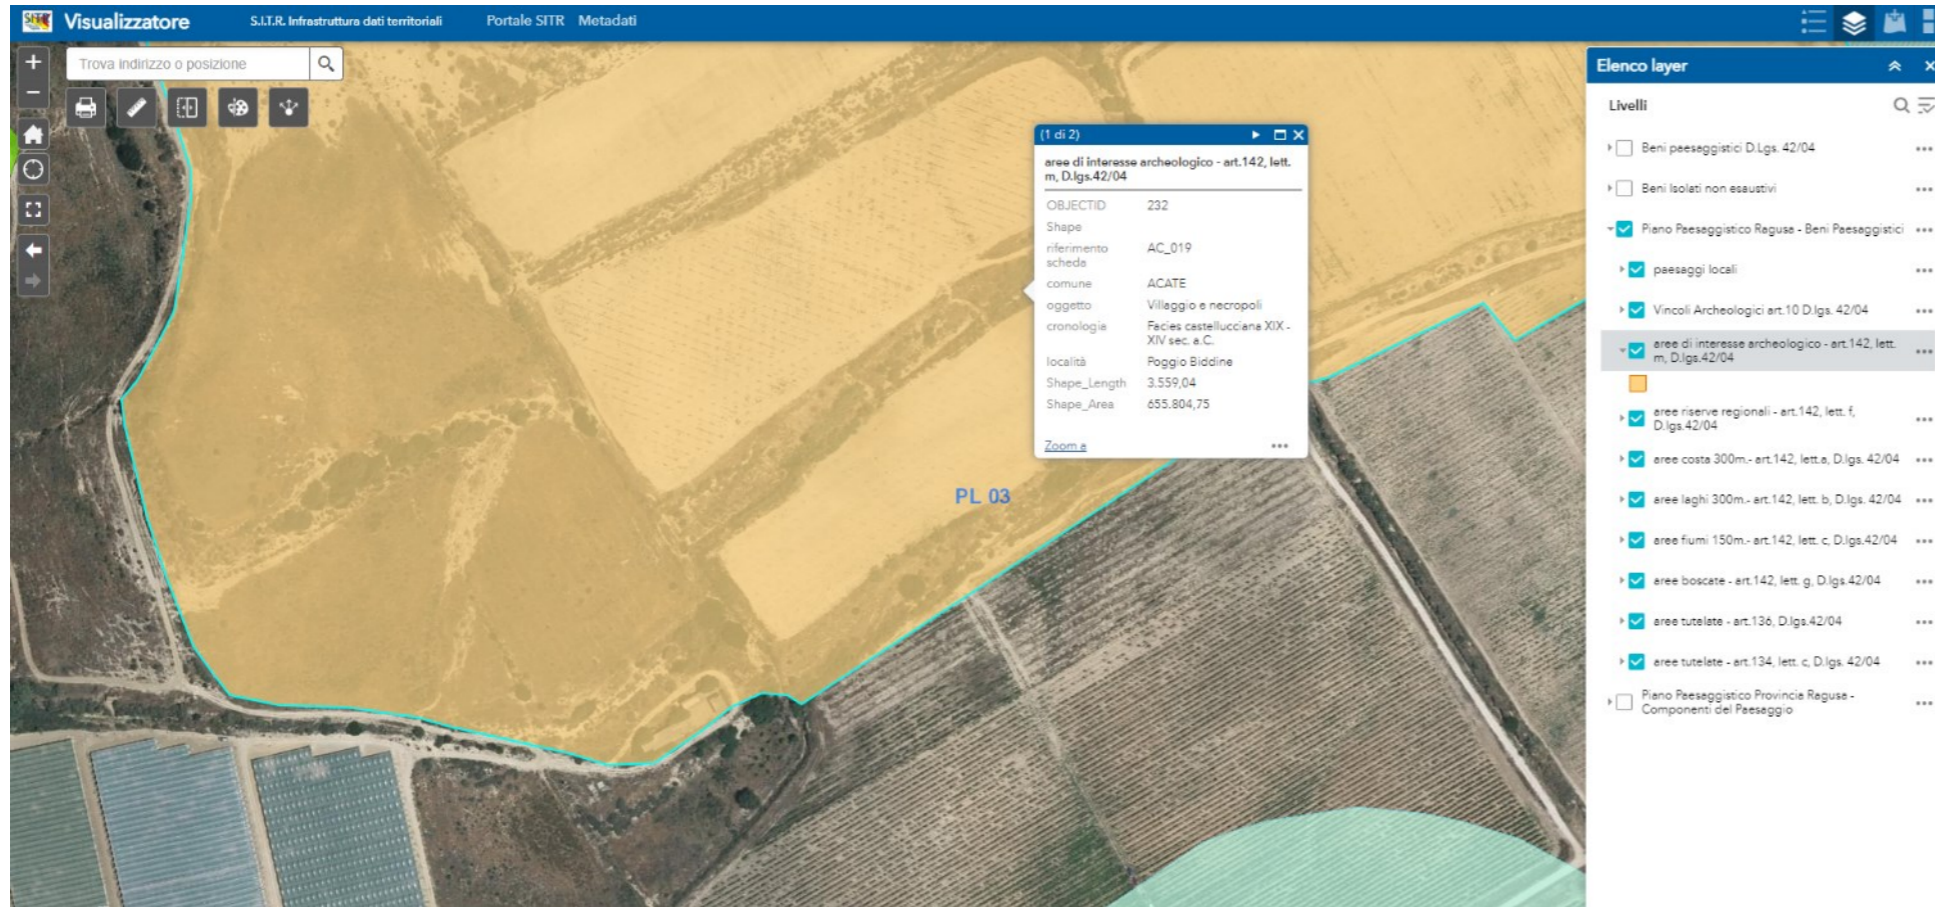 SITR Visualizzatore S.I.T.R. Infrastruttura dati territoriali Portale SITR Metadati
Trova indirizzo o posizione
(1 di 2)
aree di interesse archeologico - art.142, lett.
m, D.lgs.42/04
OBJECTID 232
Shape
riferimento scheda AC_019
comune ACATE
oggetto Villaggio e necropoli
cronologia Facies castellucciana XIX -
XIV sec. a.C.
località Poggio Biddine
Shape_Length 3.559,04
Shape_Area 655.804,75
Zoom a
PL 03
Elenco layer
Livelli
Beni paesaggistici D.Lgs. 42/04
Beni Isolati non esaustivi
Piano Paesaggistico Ragusa - Beni Paesaggistici
paesaggi locali
Vincoli Archeologici art.10 D.lgs. 42/04
aree di interesse archeologico - art.142, lett.
m, D.lgs.42/04
aree riserve regionali - art.142, lett. f,
D.lgs.42/04
aree costa 300m.- art.142, lett.a, D.lgs. 42/04
aree laghi 300m.- art.142, lett. b, D.lgs. 42/04
aree fiumi 150m.- art.142, lett. c, D.lgs.42/04
aree boscate - art.142, lett. g, D.lgs.42/04
aree tutelate - art.136, D.lgs.42/04
aree tutelate - art.134, lett. c, D.lgs. 42/04
Piano Paesaggistico Provincia Ragusa -
Componenti del Paesaggio